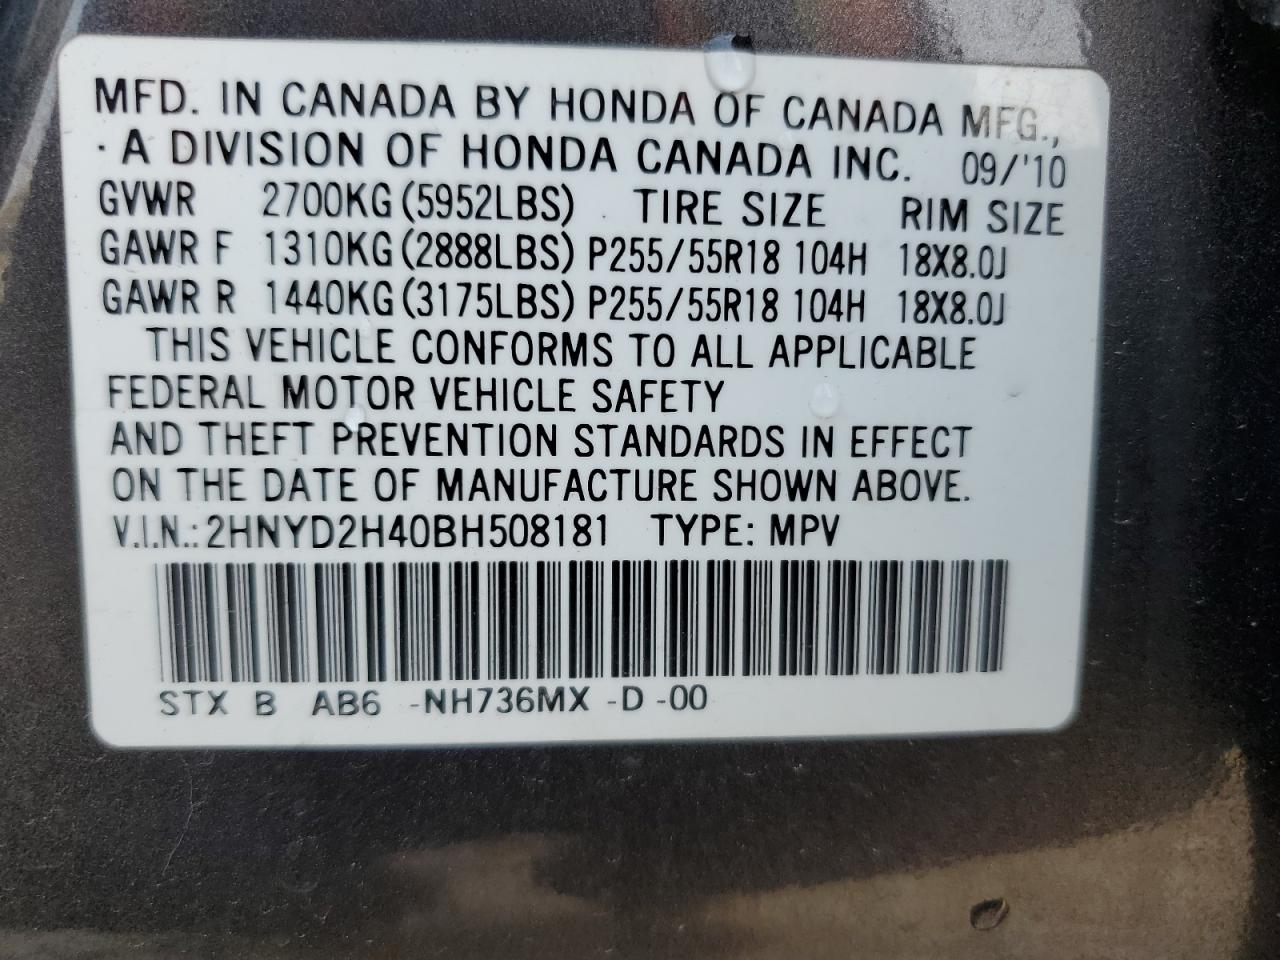 MFD. IN CANADA BY HONDA OF CANADA MFG.,
· A DIVISION OF HONDA CANADA INC. 09/'10
GVWR 2700KG (5952LBS) TIRE SIZE RIM SIZE
GAWR F 1310KG (2888LBS) P255/55R18 104H 18X8.0J
GAWR R 1440KG (3175LBS) P255/55R18 104H 18X8.0J
THIS VEHICLE CONFORMS TO ALL APPLICABLE
FEDERAL MOTOR VEHICLE SAFETY
AND THEFT PREVENTION STANDARDS IN EFFECT
ON THE DATE OF MANUFACTURE SHOWN ABOVE.
V.I.N.: 2HNYD2H40BH508181 TYPE: MPV
STX B AB6 -NH736MX -D -00